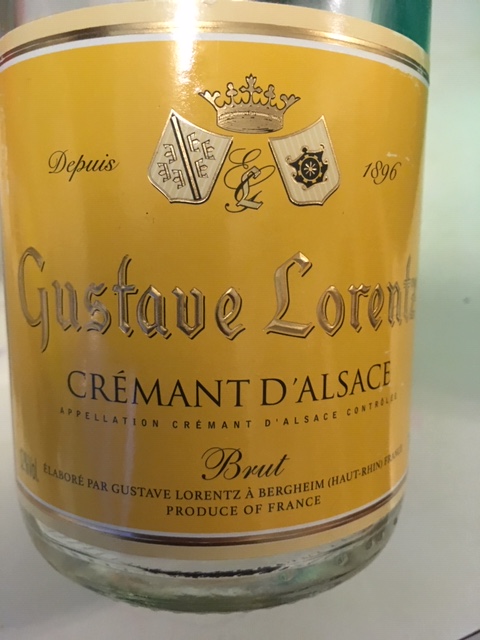 Depuis 1896
Gustave Lorentz
CRÉMANT D'ALSACE
APPELLATION CRÉMANT D'ALSACE CONTRÔLÉE
Brut
ÉLABORÉ PAR GUSTAVE LORENTZ À BERGHEIM (HAUT-RHIN) FRANCE
PRODUCE OF FRANCE